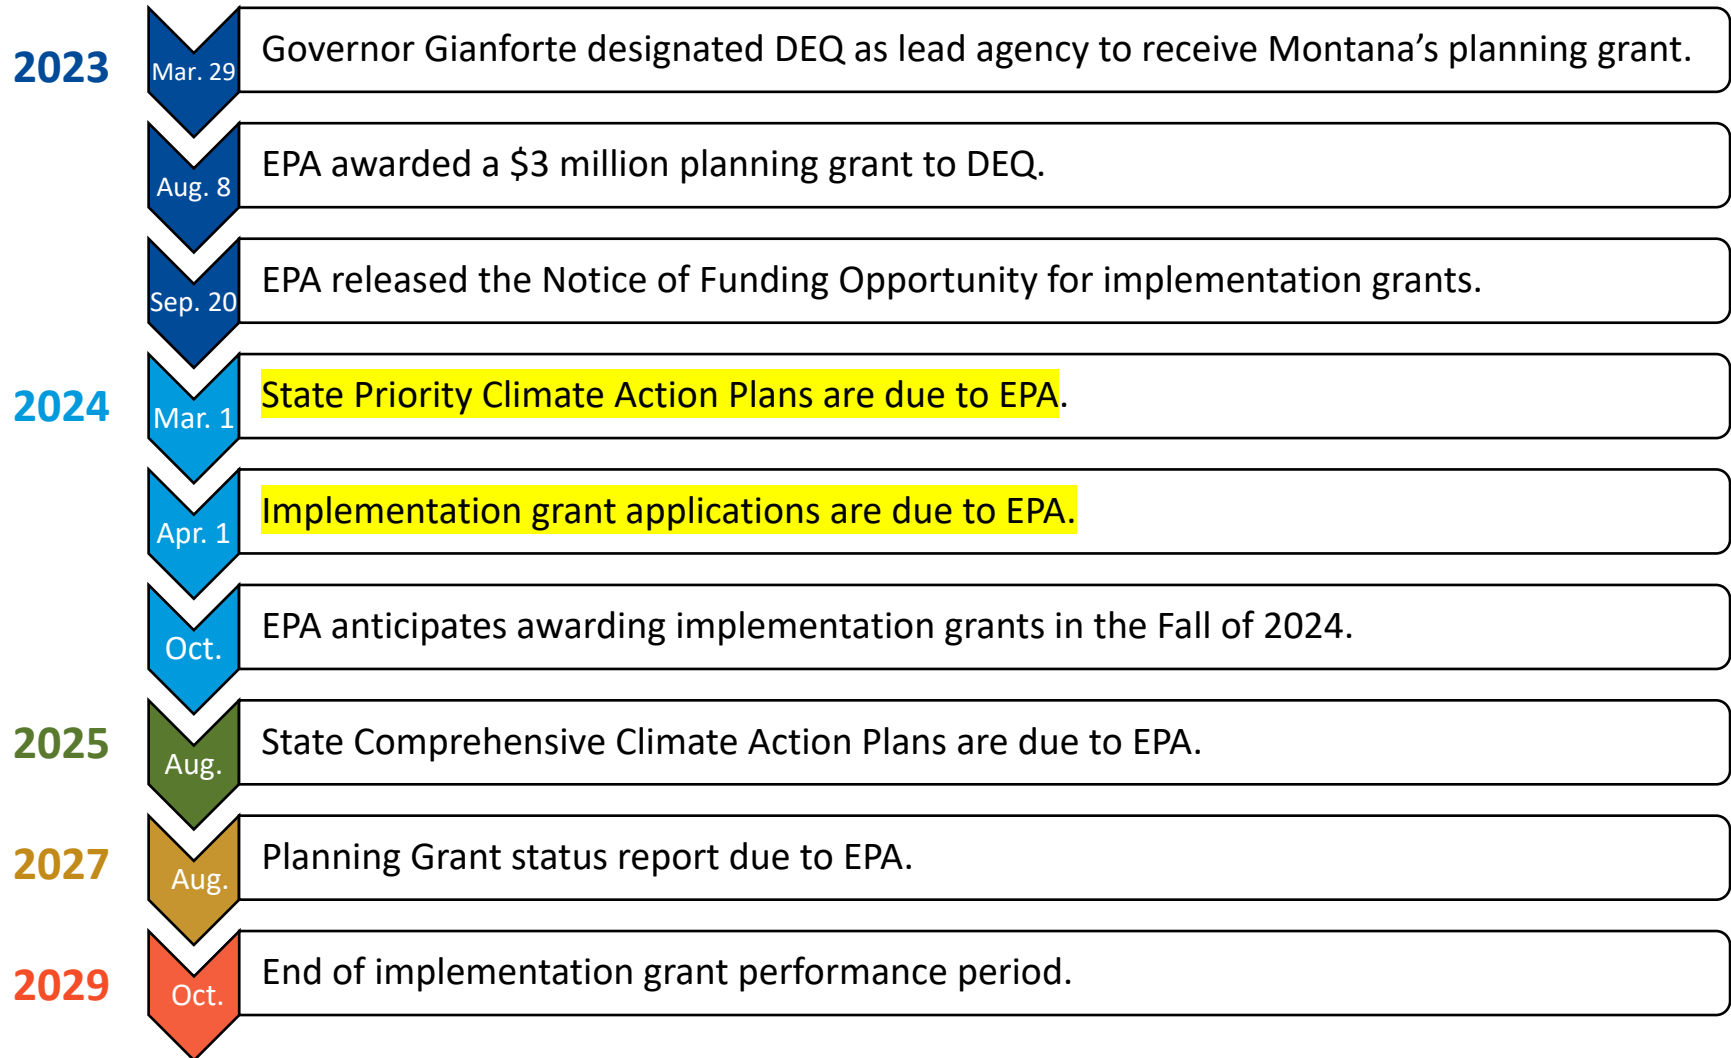 2023
Mar. 29
Governor Gianforte designated DEQ as lead agency to receive Montana’s planning grant.
Aug. 8
EPA awarded a $3 million planning grant to DEQ.
Sep. 20
EPA released the Notice of Funding Opportunity for implementation grants.
2024
Mar. 1
State Priority Climate Action Plans are due to EPA.
Apr. 1
Implementation grant applications are due to EPA.
Oct.
EPA anticipates awarding implementation grants in the Fall of 2024.
2025
Aug.
State Comprehensive Climate Action Plans are due to EPA.
2027
Aug.
Planning Grant status report due to EPA.
2029
Oct.
End of implementation grant performance period.